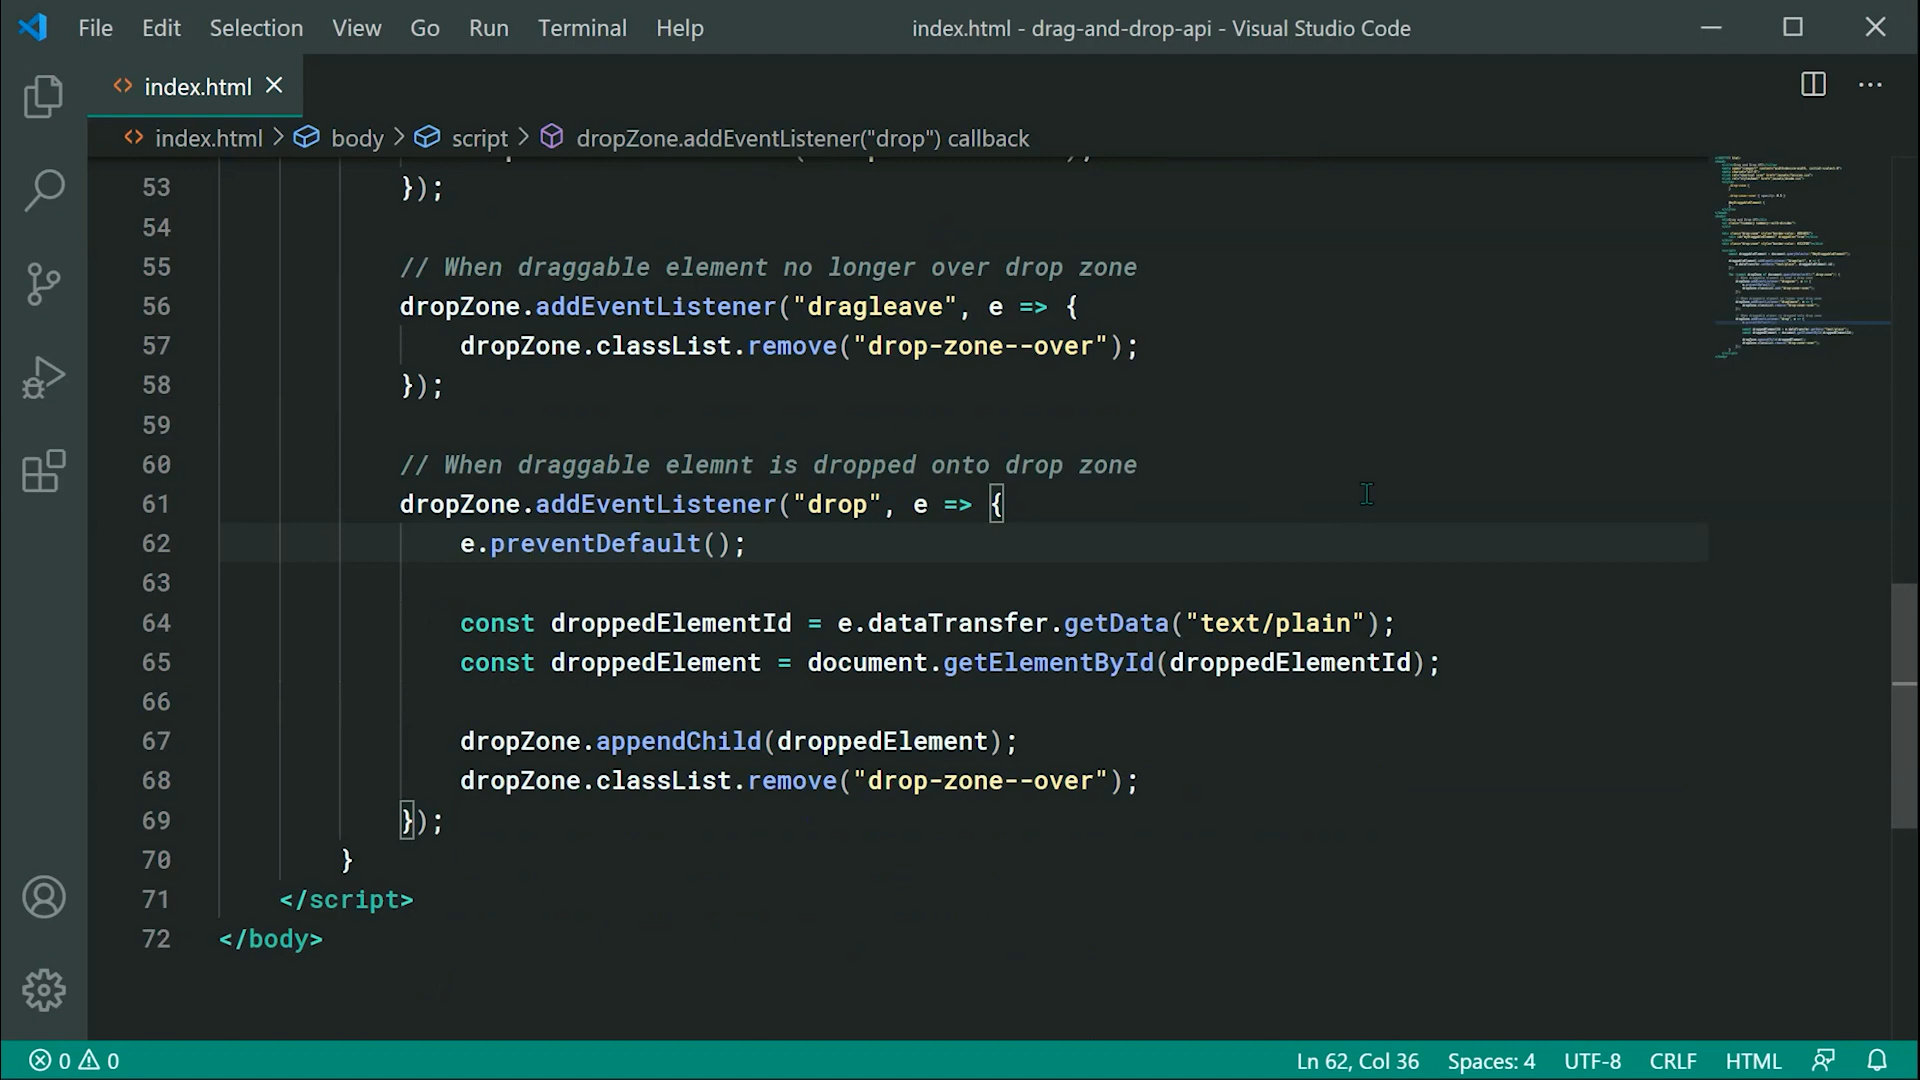 File Edit Selection View Go Run Terminal Help index.html - drag-and-drop-api - Visual Studio Code
index.html
index.html > body > script > dropZone.addEventListener("drop") callback
53 });
54
55 // When draggable element no longer over drop zone
56 dropZone.addEventListener("dragleave", e => {
57 dropZone.classList.remove("drop-zone--over");
58 });
59
60 // When draggable elemnt is dropped onto drop zone
61 dropZone.addEventListener("drop", e => {
62 e.preventDefault();
63
64 const droppedElementId = e.dataTransfer.getData("text/plain");
65 const droppedElement = document.getElementById(droppedElementId);
66
67 dropZone.appendChild(droppedElement);
68 dropZone.classList.remove("drop-zone--over");
69 });
70 }
71 </script>
72 </body>
0 0 Ln 62, Col 36 Spaces: 4 UTF-8 CRLF HTML